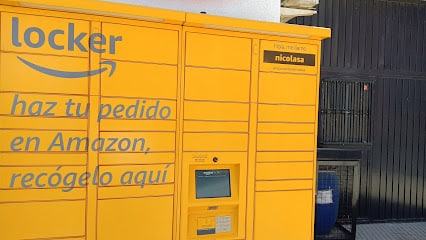 locker
haz tu pedido
en Amazon,
recógelo aquí
nicolasa